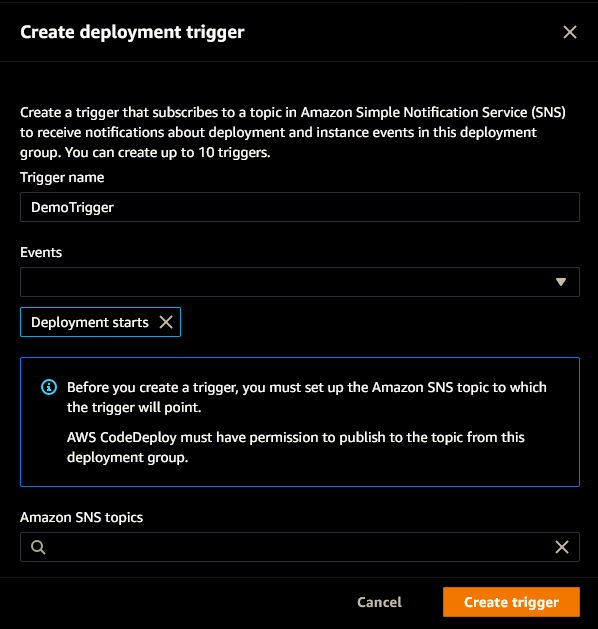 Create deployment trigger
Create a trigger that subscribes to a topic in Amazon Simple Notification Service (SNS)
to receive notifications about deployment and instance events in this deployment
group. You can create up to 10 triggers.
Trigger name
DemoTrigger
Events
Deployment starts
Before you create a trigger, you must set up the Amazon SNS topic to which
the trigger will point.
AWS CodeDeploy must have permission to publish to the topic from this
deployment group.
Amazon SNS topics
Cancel
Create trigger